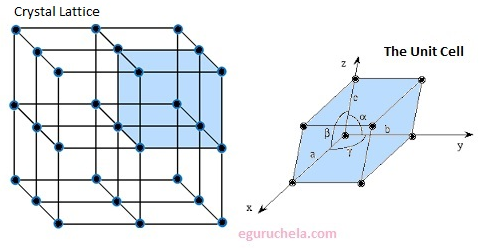 Crystal Lattice
The Unit Cell
z
c
α
β
b
a
γ
y
x
eguruchela.com